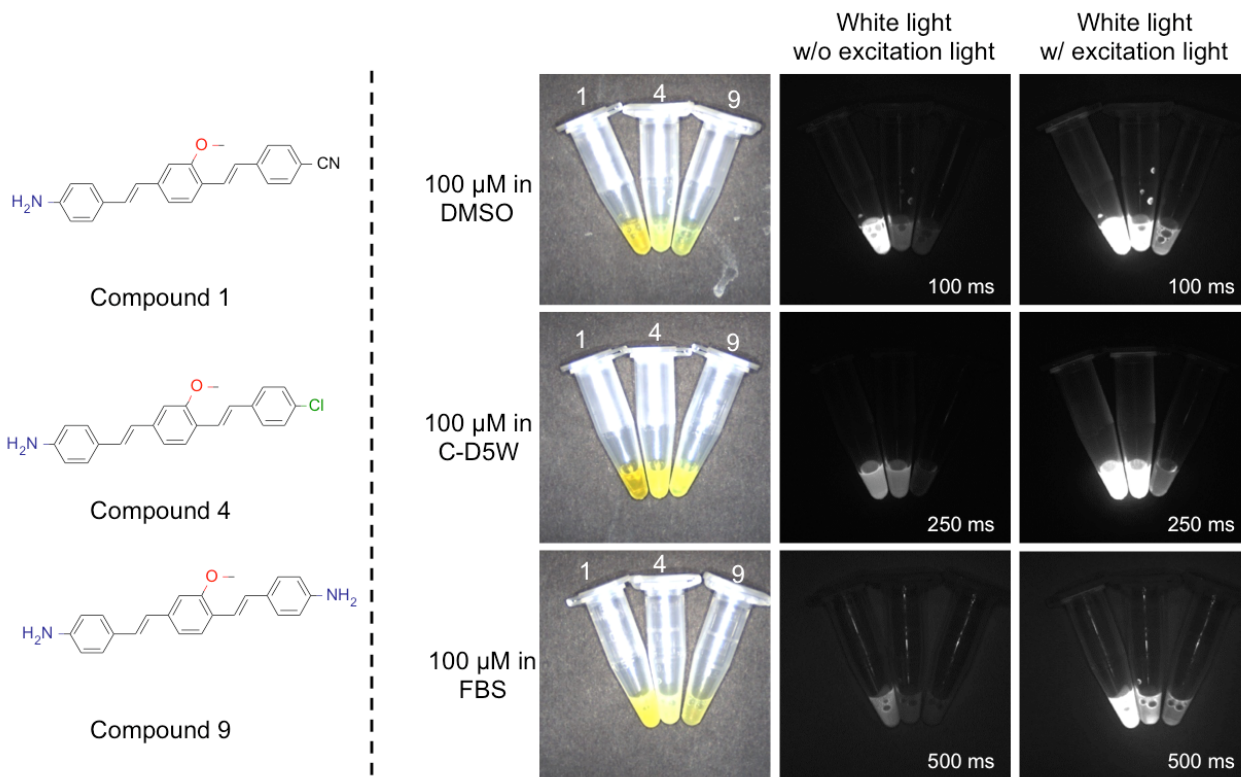 White light
w/o excitation light
White light
w/ excitation light
1
4
9
O
CN
H2N
Compound 1
100 µM in
DMSO
100 ms
100 ms
1
4
9
O
Cl
H2N
Compound 4
100 µM in
C-D5W
250 ms
250 ms
1
4
9
O
NH2
H2N
Compound 9
100 µM in
FBS
500 ms
500 ms